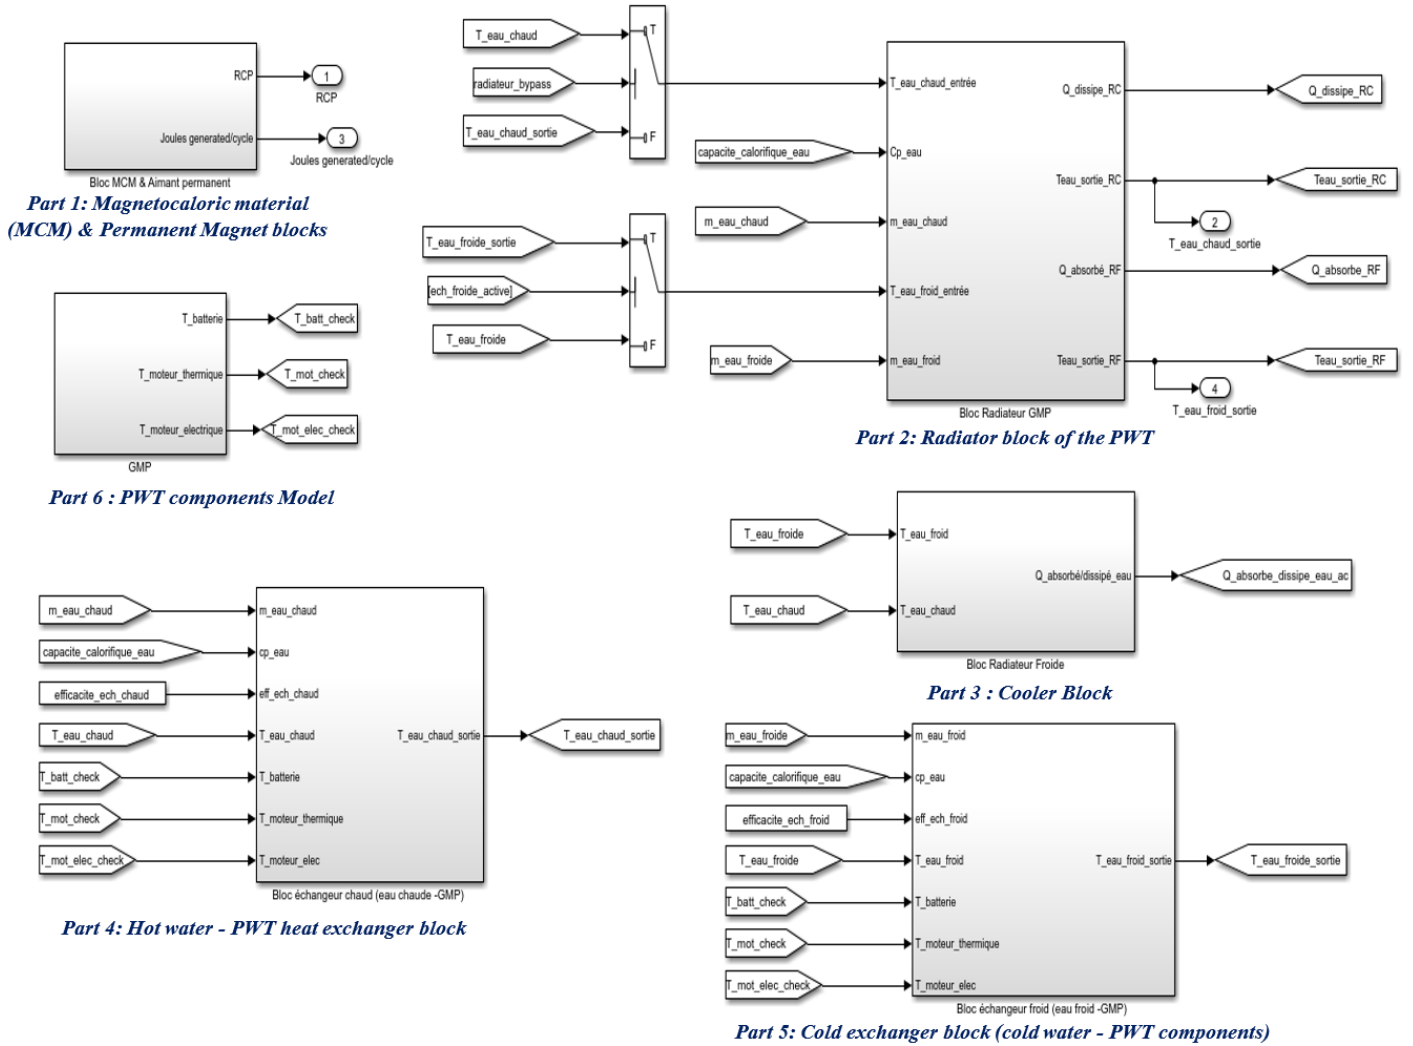 RCP
1
RCP
Joules generated/cycle
3
Joules generated/cycle
Bloc MCM & Aimant permanent
Part 1: Magnetocaloric material
(MCM) & Permanent Magnet blocks
T_batterie
T_batt_check
T_moteur_thermique
T_mot_check
T_moteur_electrique
T_mot_elec_check
GMP
Part 6 : PWT components Model
T_eau_chaud
radiateur_bypass
T_eau_chaud_sortie
T
F
T_eau_froide_sortie
[ech_froide_active]
T_eau_froide
T
F
capacite_calorifique_eau
m_eau_chaud
m_eau_froide
T_eau_chaud_entrée
Cp_eau
m_eau_chaud
T_eau_froid_entrée
m_eau_froid
Q_dissipe_RC
Teau_sortie_RC
Q_absorbé_RF
Teau_sortie_RF
Q_dissipe_RC
Teau_sortie_RC
2
T_eau_chaud_sortie
Q_absorbe_RF
Teau_sortie_RF
4
T_eau_froid_sortie
Bloc Radiateur GMP
Part 2: Radiator block of the PWT
T_eau_froide
T_eau_chaud
T_eau_froid
T_eau_chaud
Q_absorbé/dissipé_eau
Q_absorbe_dissipe_eau_ac
Bloc Radiateur Froide
Part 3 : Cooler Block
m_eau_chaud
capacite_calorifique_eau
efficacite_ech_chaud
T_eau_chaud
T_batt_check
T_mot_check
T_mot_elec_check
m_eau_chaud
cp_eau
eff_ech_chaud
T_eau_chaud
T_batterie
T_moteur_thermique
T_moteur_elec
T_eau_chaud_sortie
T_eau_chaud_sortie
Bloc échangeur chaud (eau chaude -GMP)
Part 4: Hot water - PWT heat exchanger block
m_eau_froide
capacite_calorifique_eau
efficacite_ech_froid
T_eau_froide
T_batt_check
T_mot_check
T_mot_elec_check
m_eau_froid
cp_eau
eff_ech_froid
T_eau_froid
T_batterie
T_moteur_thermique
T_moteur_elec
T_eau_froid_sortie
T_eau_froide_sortie
Bloc échangeur froid (eau froid -GMP)
Part 5: Cold exchanger block (cold water - PWT components)